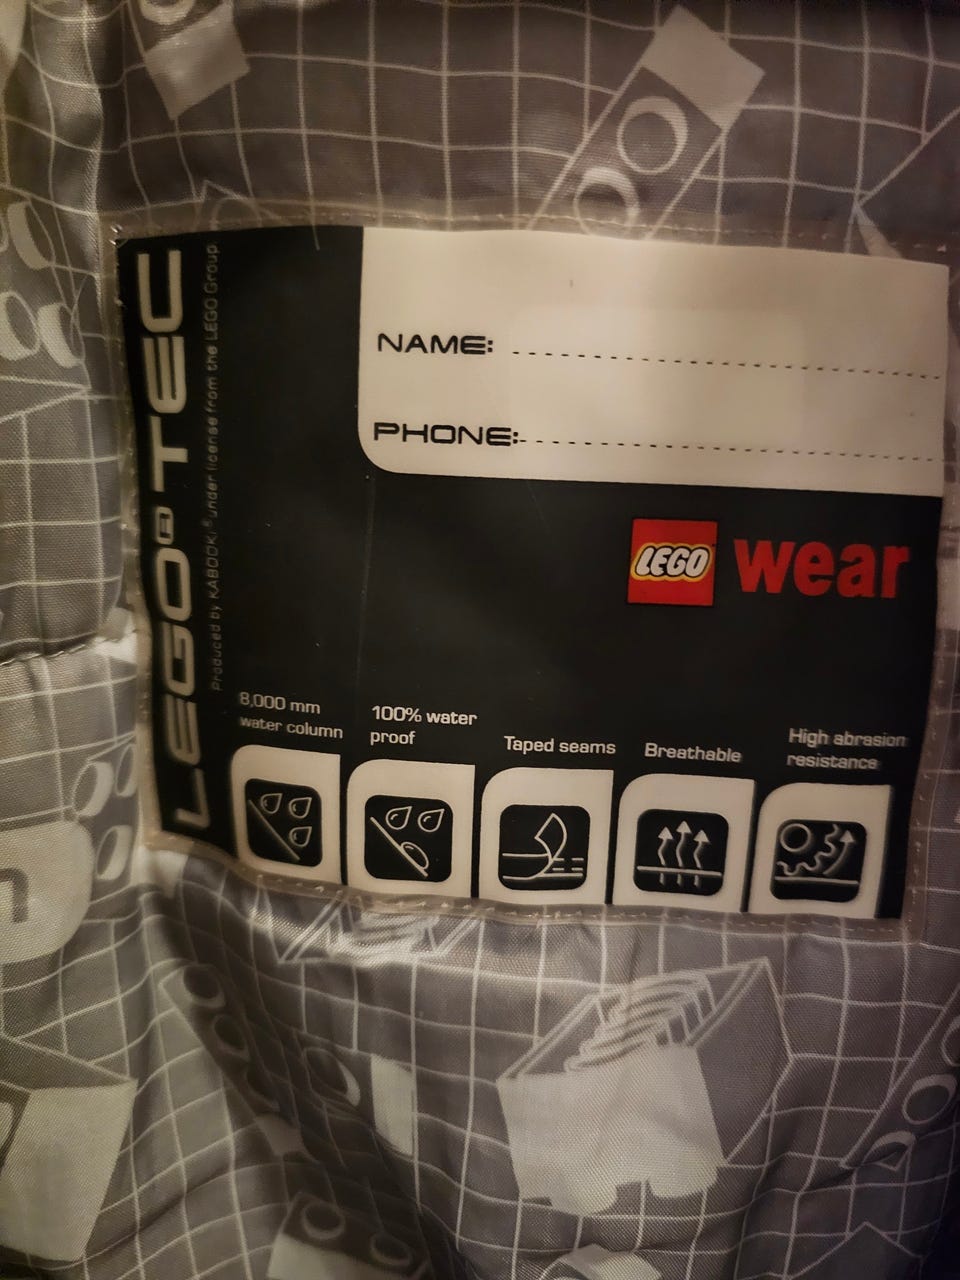 LEGO® TEC
Produced by KABOOKI® under license from the LEGO Group.
NAME:
PHONE:
LEGO wear
8,000 mm
water column
100% water
proof
Taped seams
Breathable
High abrasion
resistance